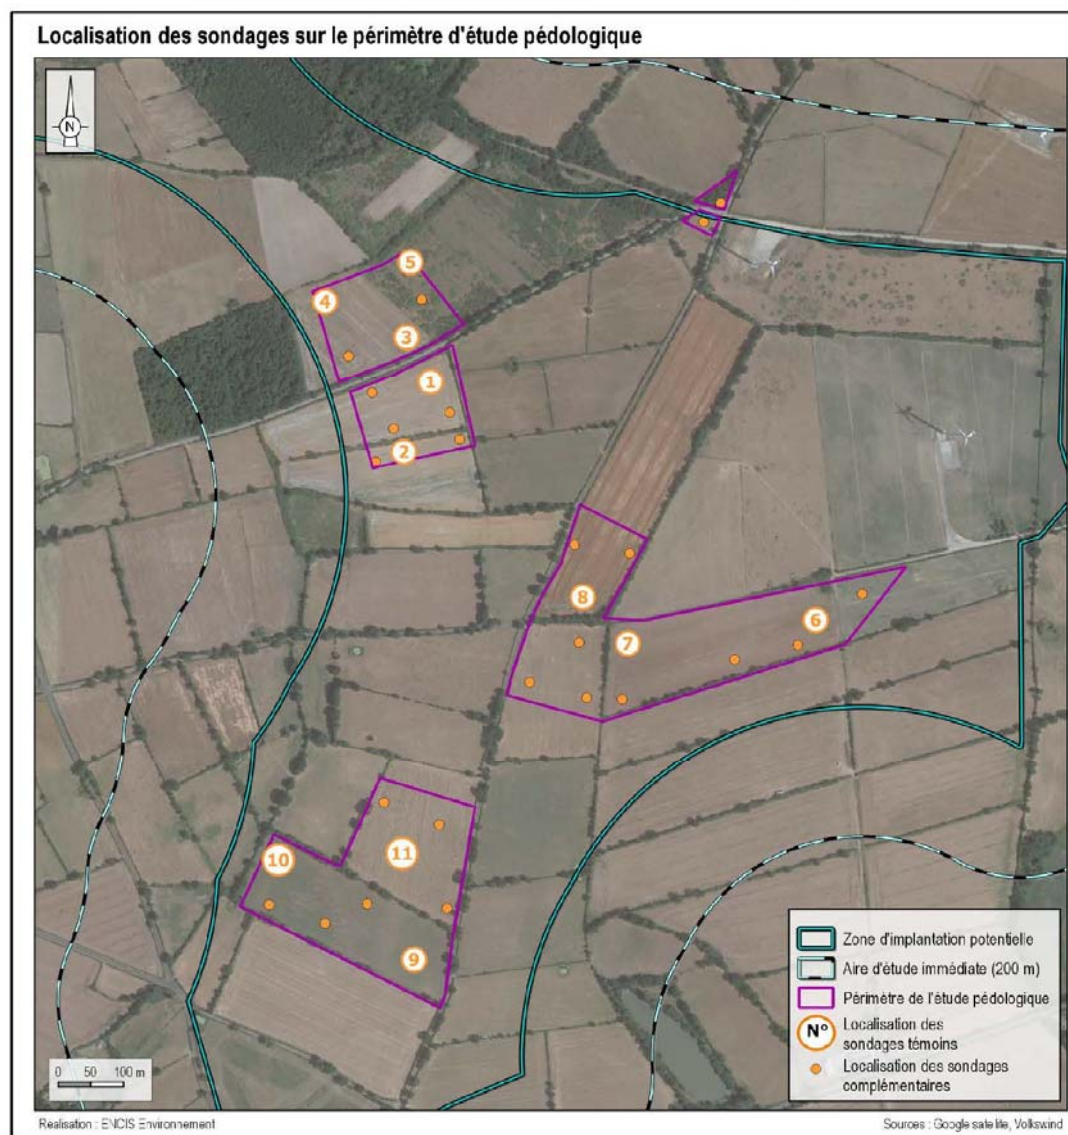 Localisation des sondages sur le périmètre d'étude pédologique
N
5
4
3
1
2
8
6
7
11
10
9
Zone d'implantation potentielle
Aire d'étude immédiate (200 m)
Périmètre de l'étude pédologique
N° Localisation des
sondages témoins
Localisation des sondages
complémentaires
0 50 100 m
Realisation : ENCIS Environnement
Sources : Google satellite, Volkswind